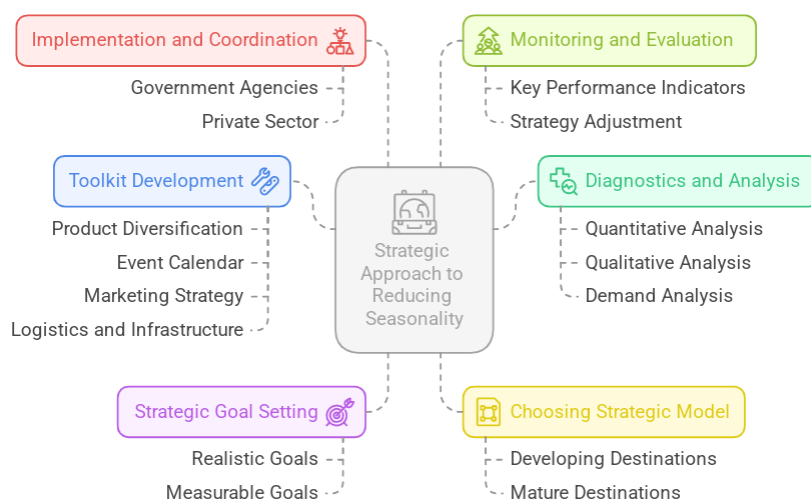 Implementation and Coordination
Government Agencies
Private Sector
Monitoring and Evaluation
Key Performance Indicators
Strategy Adjustment
Toolkit Development
Product Diversification
Event Calendar
Marketing Strategy
Logistics and Infrastructure
Strategic
Approach to
Reducing
Seasonality
Diagnostics and Analysis
Quantitative Analysis
Qualitative Analysis
Demand Analysis
Strategic Goal Setting
Realistic Goals
Measurable Goals
Choosing Strategic Model
Developing Destinations
Mature Destinations